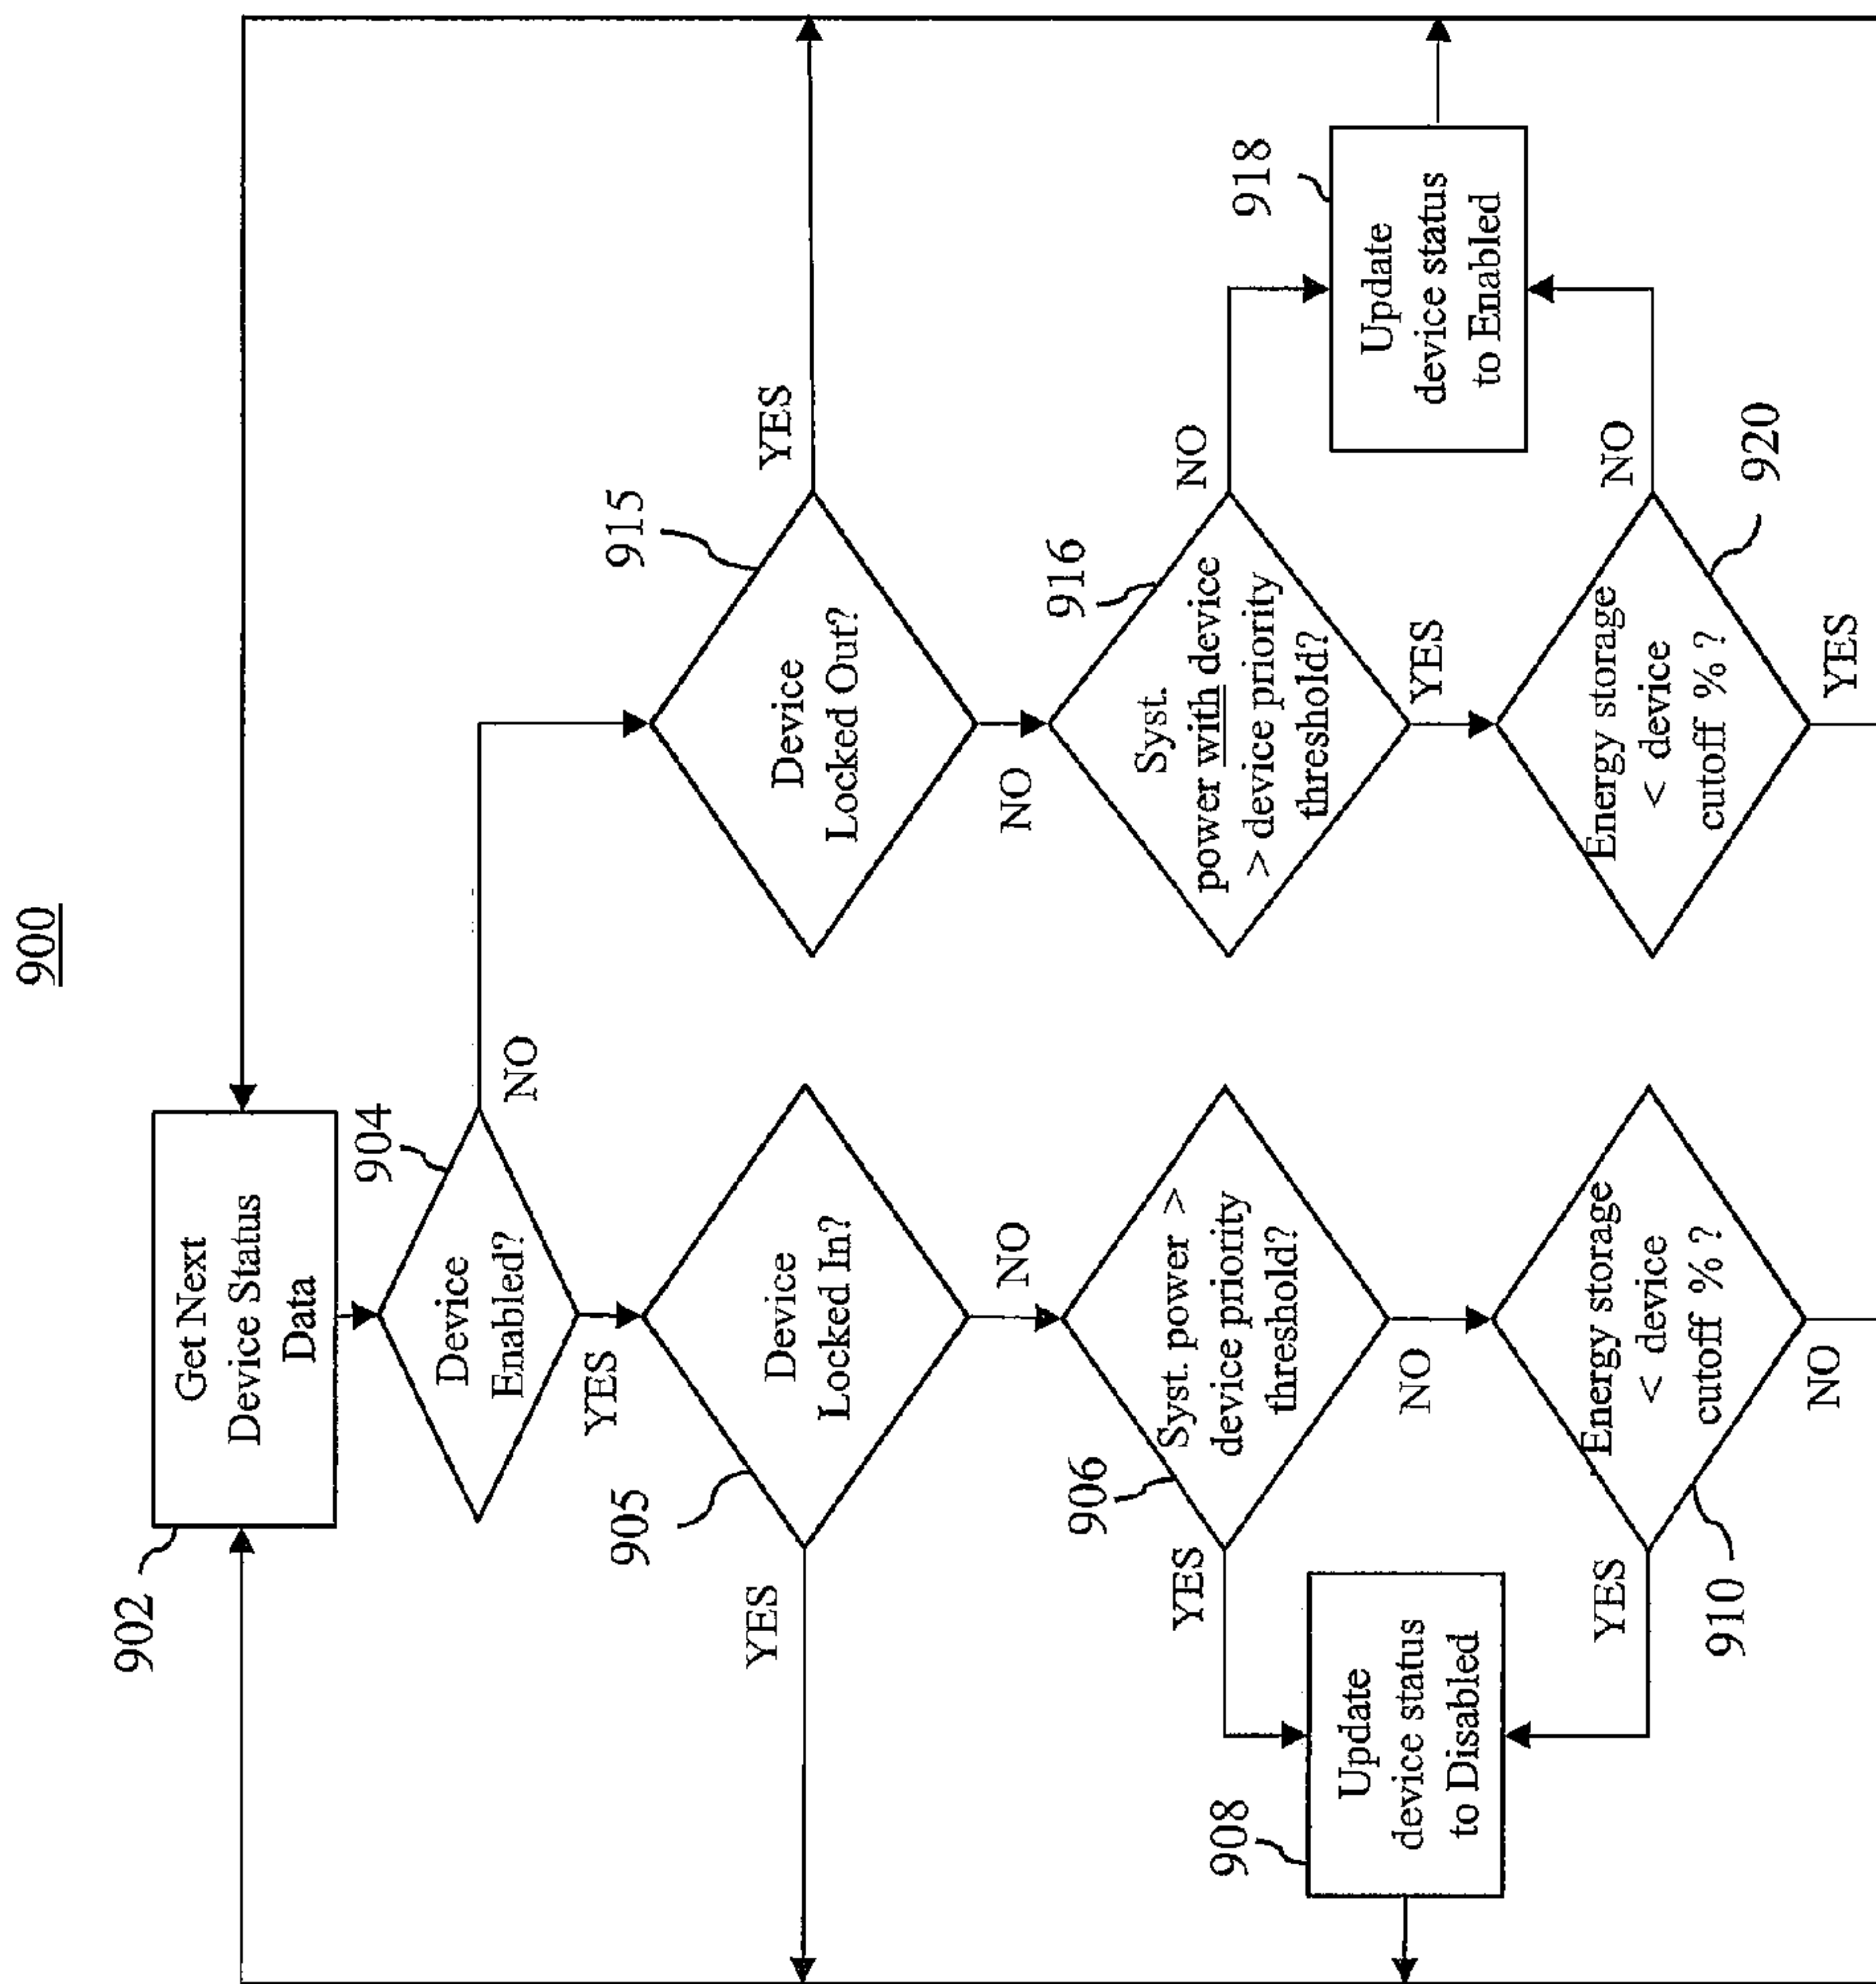 900
902
Get Next
Device Status
Data
904
Device
Enabled?
NO
YES
905
Device
Locked In?
YES
NO
915
Device
Locked Out?
YES
NO
906
Syst. power >
device priority
threshold?
YES
NO
916
Syst.
power with device
> device priority
threshold?
NO
YES
908
Update
device status
to Disabled
918
Update
device status
to Enabled
910
Energy storage
< device
cutoff % ?
YES
NO
920
Energy storage
< device
cutoff % ?
NO
YES